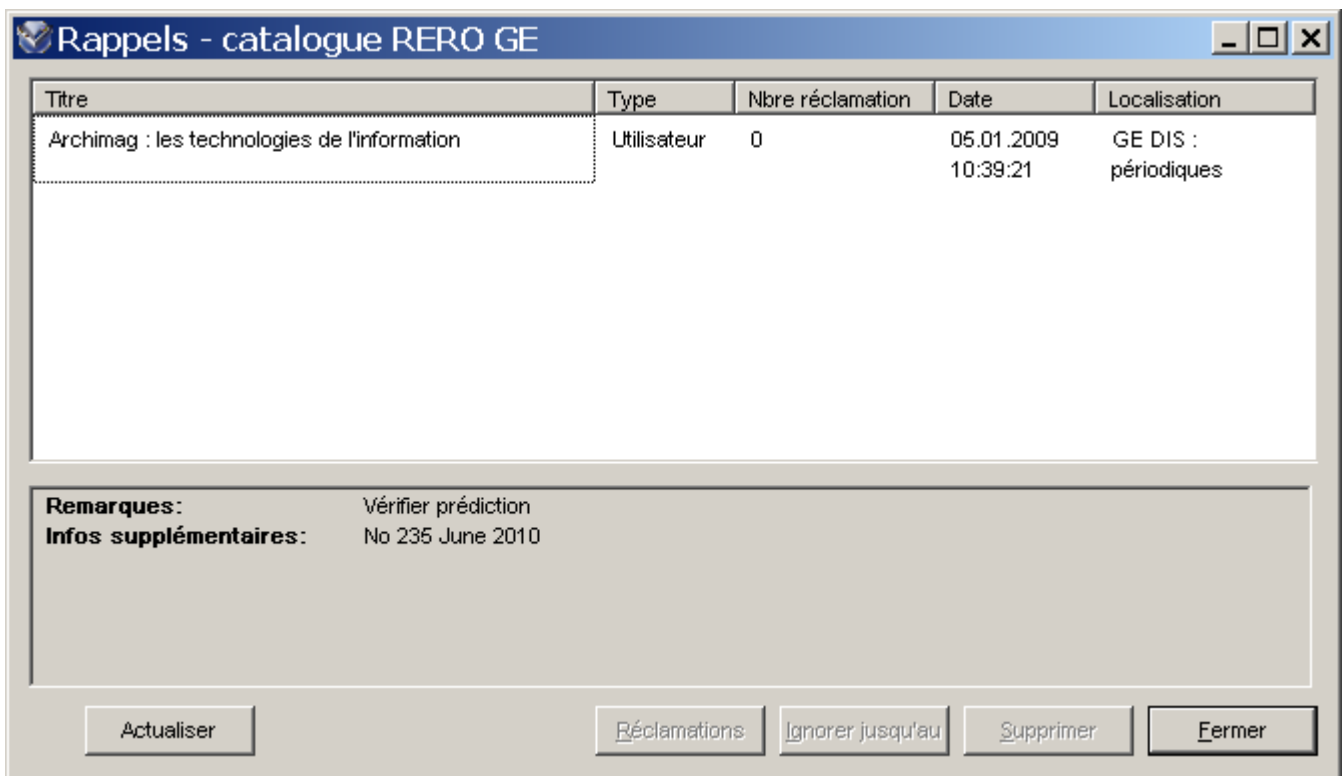 Rappels - catalogue RERO GE
Titre Type Nbre réclamation Date Localisation
Archimag : les technologies de l'information Utilisateur 0 05.01.2009 GE DIS :
10:39:21 périodiques
Remarques: Vérifier prédiction
Infos supplémentaires: No 235 June 2010
Actualiser Réclamations Ignorer jusqu'au Supprimer Fermer